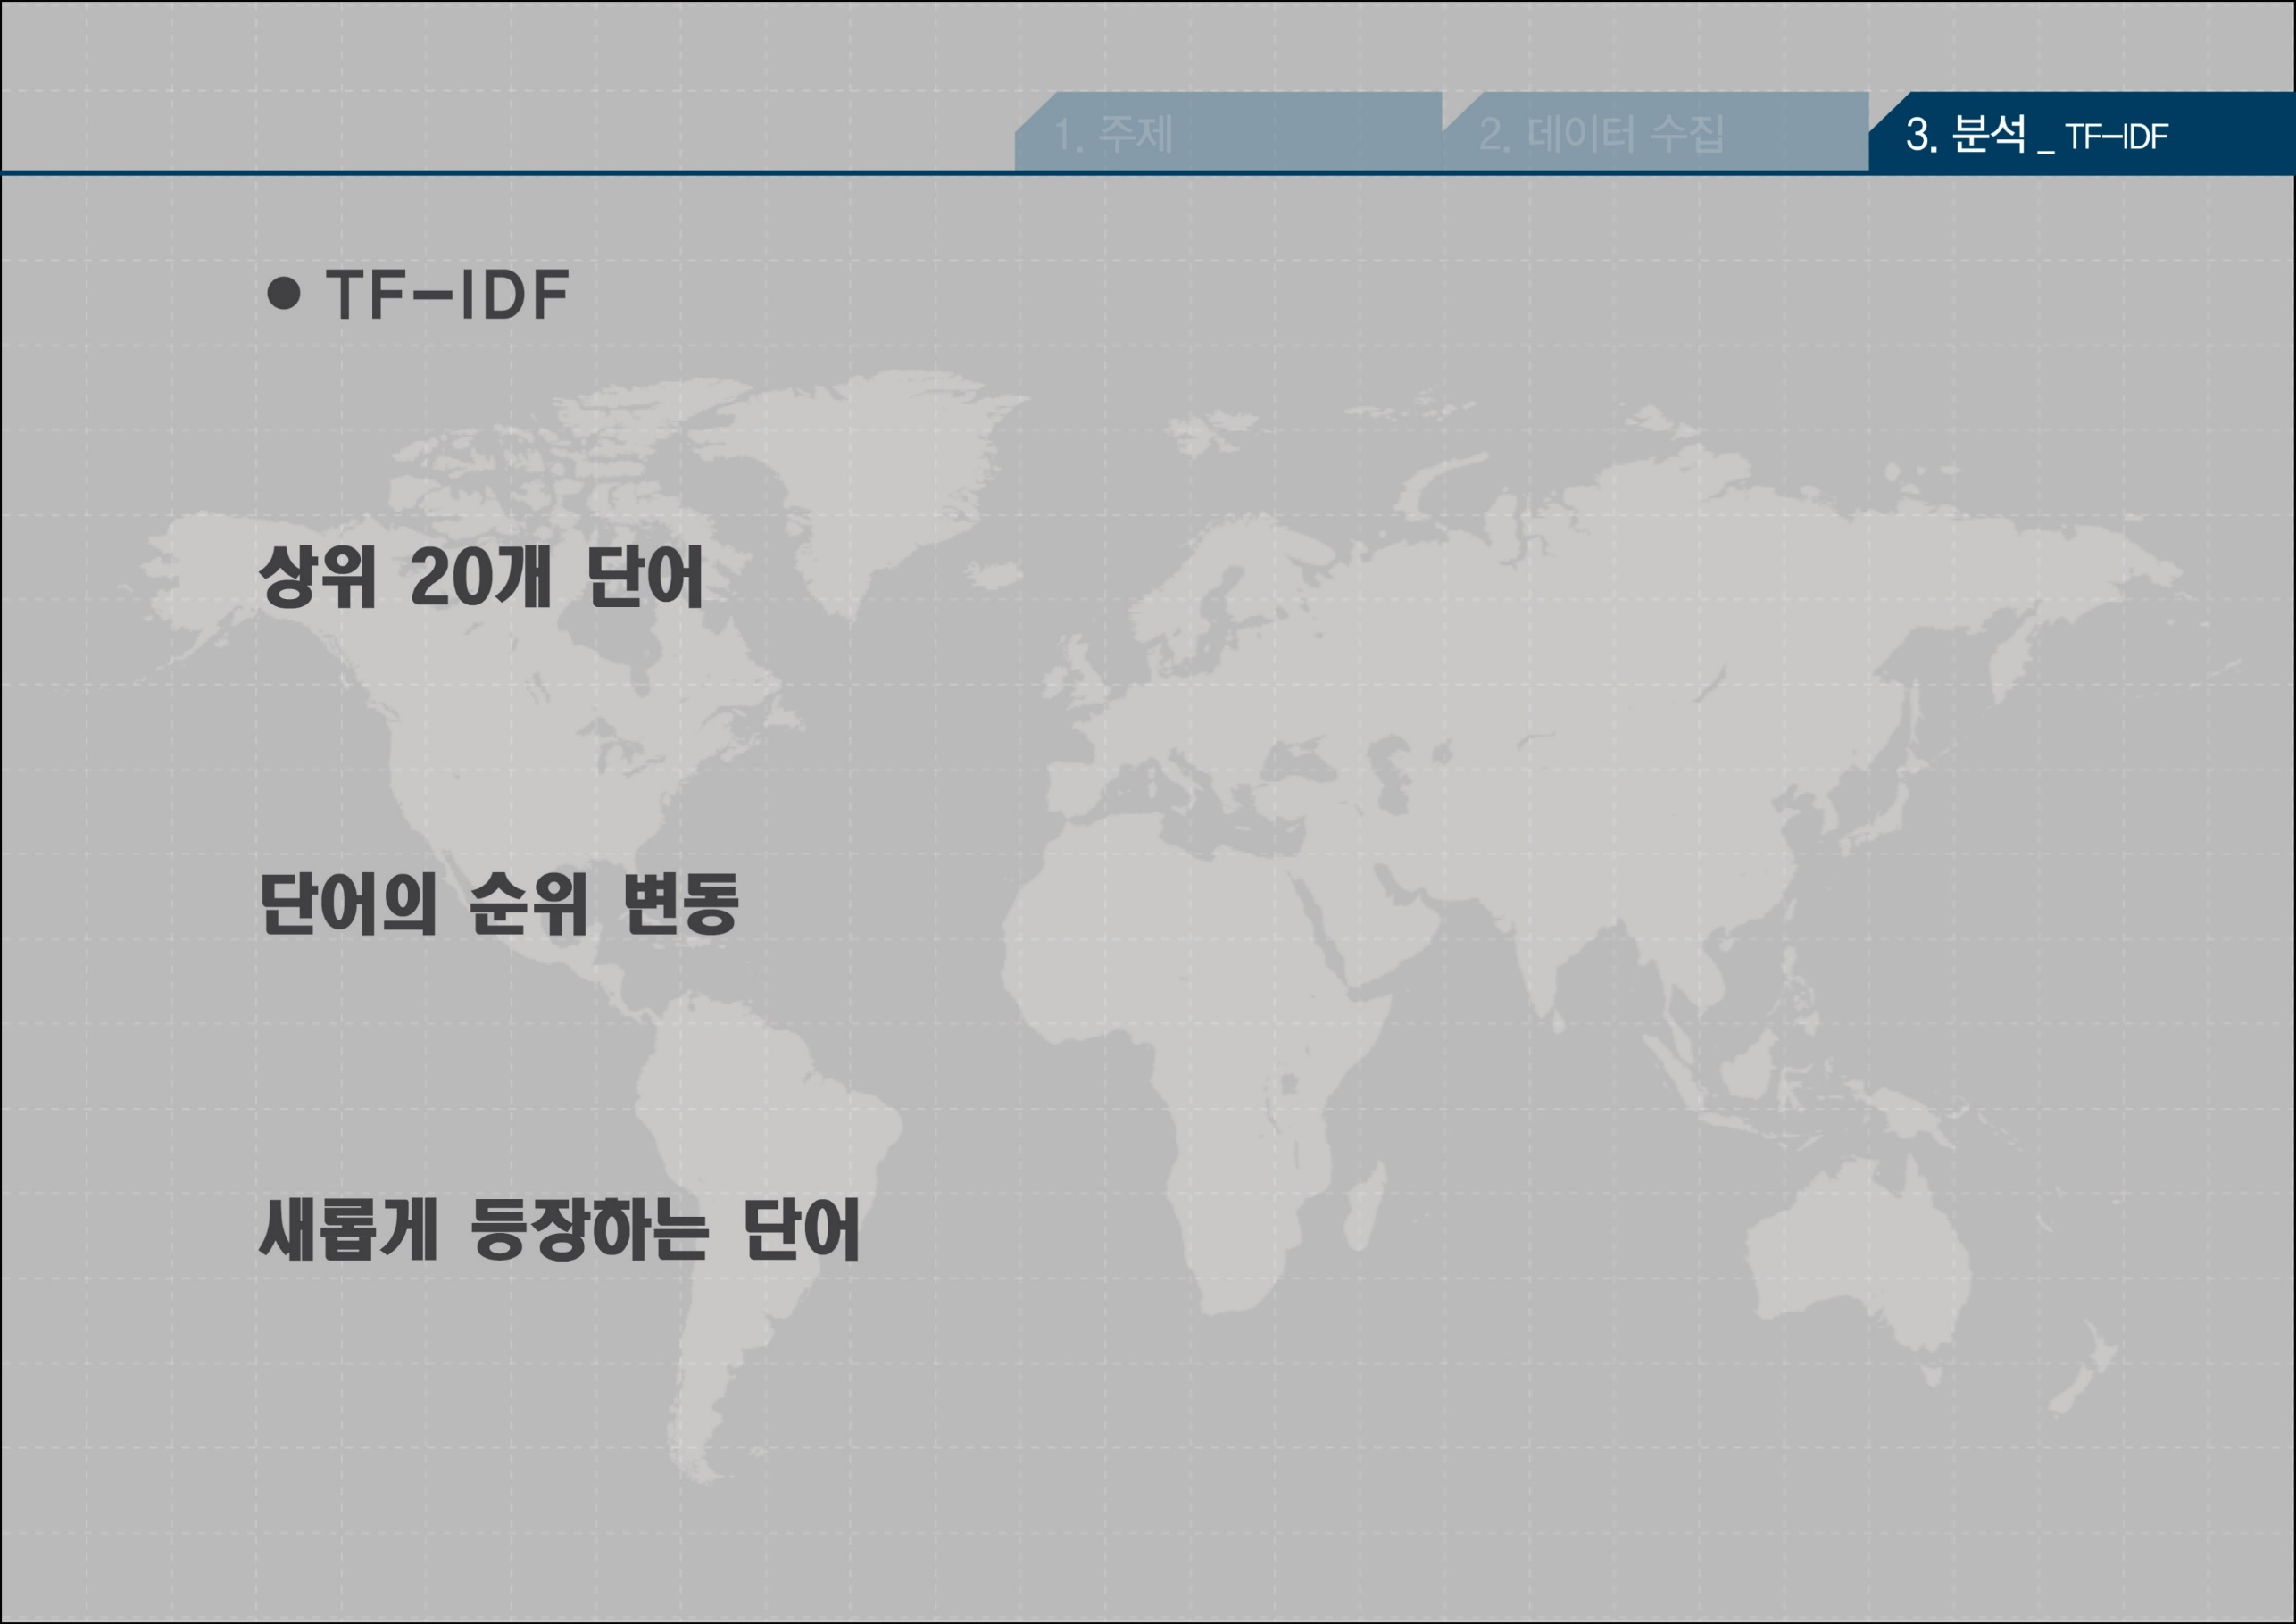 1. 주제
2. 데이터 수집
3. 분석 _ TF-IDF
● TF-IDF
상위 20개 단어
단어의 순위 변동
새롭게 등장하는 단어